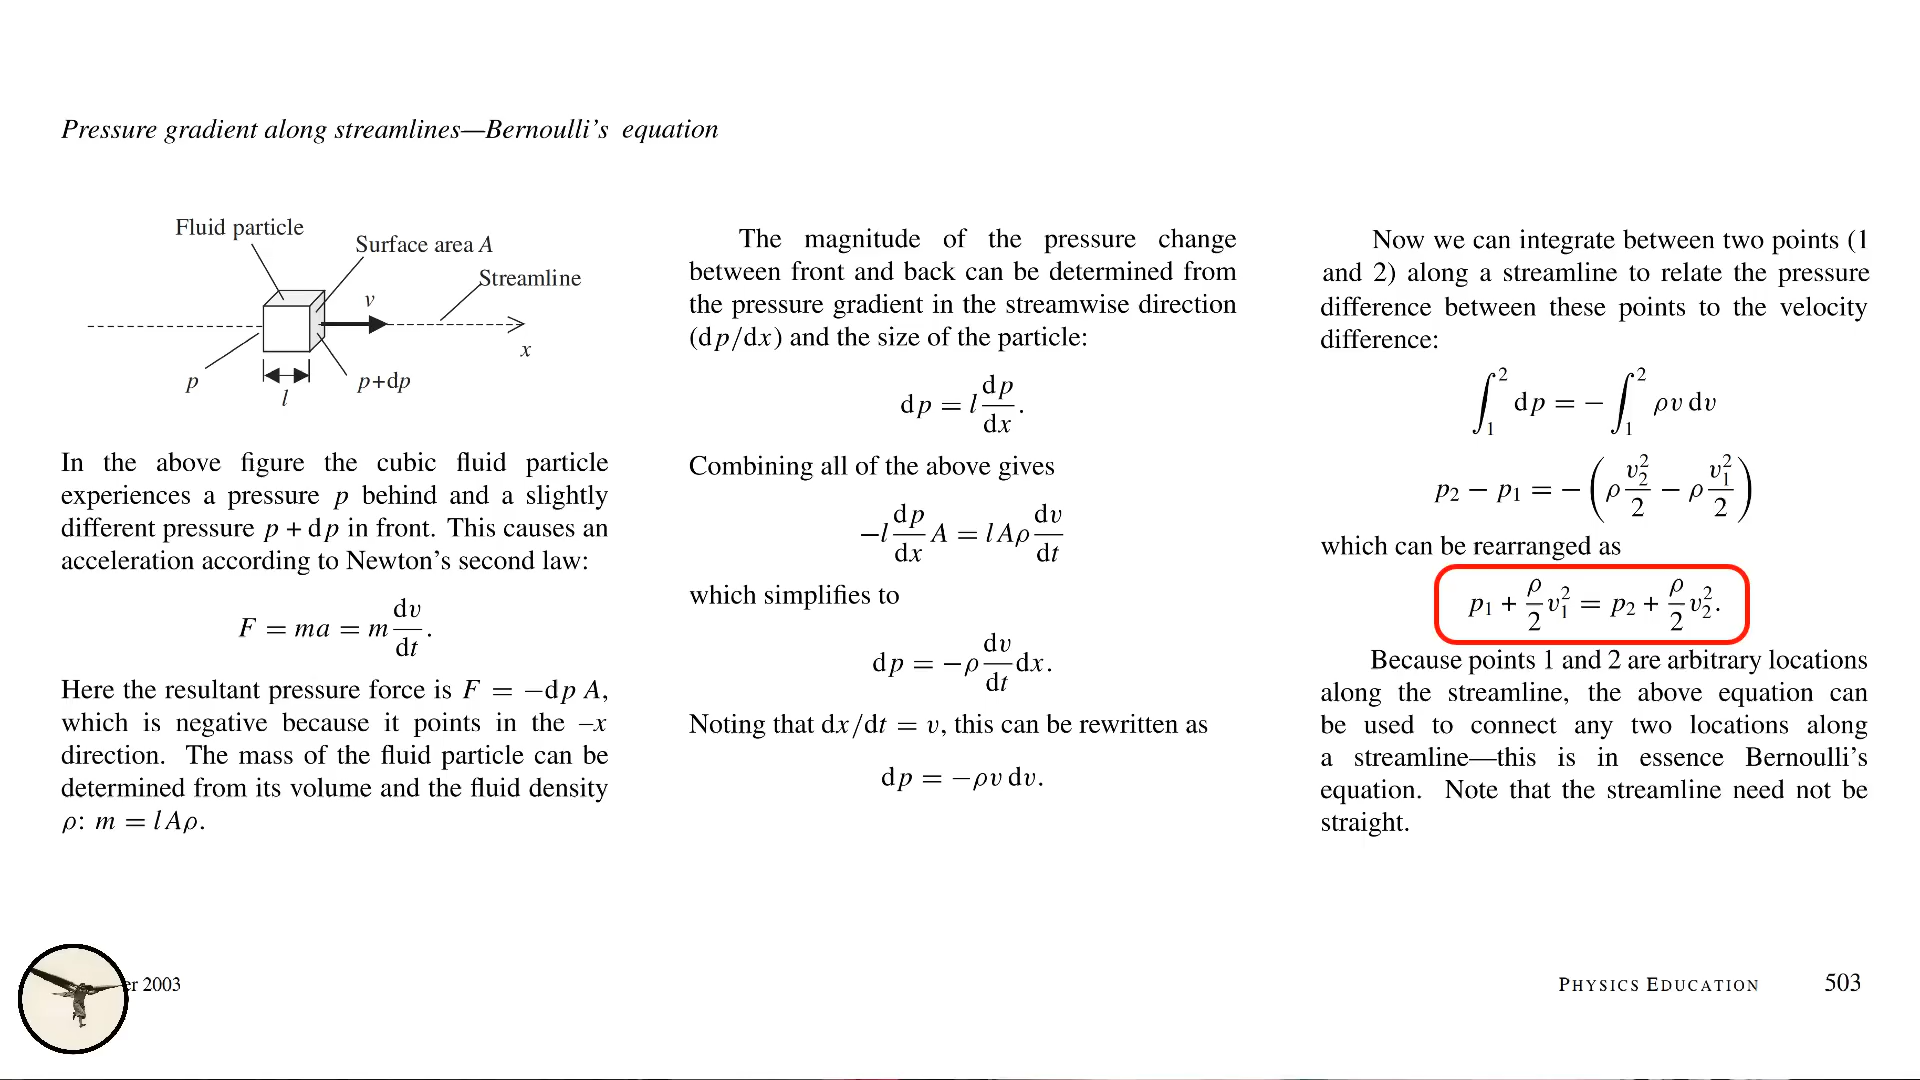 Pressure gradient along streamlines—Bernoulli's equation
Fluid particle
Surface area A
Streamline
v
x
p
l
p+dp
In the above figure the cubic fluid particle
experiences a pressure p behind and a slightly
different pressure p + dp in front. This causes an
acceleration according to Newton's second law:
F = ma = m dv/dt.
Here the resultant pressure force is F = −dp A,
which is negative because it points in the −x
direction. The mass of the fluid particle can be
determined from its volume and the fluid density
ρ: m = lAρ.
The magnitude of the pressure change
between front and back can be determined from
the pressure gradient in the streamwise direction
(dp/dx) and the size of the particle:
dp = l dp/dx.
Combining all of the above gives
−l dp/dx A = lAρ dv/dt
which simplifies to
dp = −ρ dv/dt dx.
Noting that dx/dt = v, this can be rewritten as
dp = −ρv dv.
Now we can integrate between two points (1
and 2) along a streamline to relate the pressure
difference between these points to the velocity
difference:
∫₁² dp = − ∫₁² ρv dv
p₂ − p₁ = − (ρ v₂²/2 − ρ v₁²/2)
which can be rearranged as
p₁ + ρ/2 v₁² = p₂ + ρ/2 v₂².
Because points 1 and 2 are arbitrary locations
along the streamline, the above equation can
be used to connect any two locations along
a streamline—this is in essence Bernoulli's
equation. Note that the streamline need not be
straight.
er 2003
PHYSICS EDUCATION
503